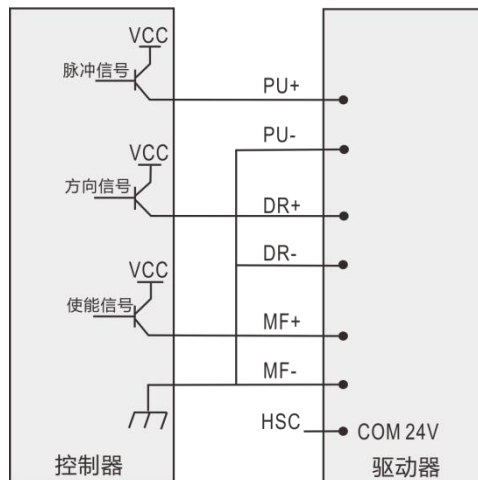 VCC
脉冲信号
PU+
PU-
VCC
方向信号
DR+
DR-
VCC
使能信号
MF+
MF-
HSC
COM 24V
控制器
驱动器